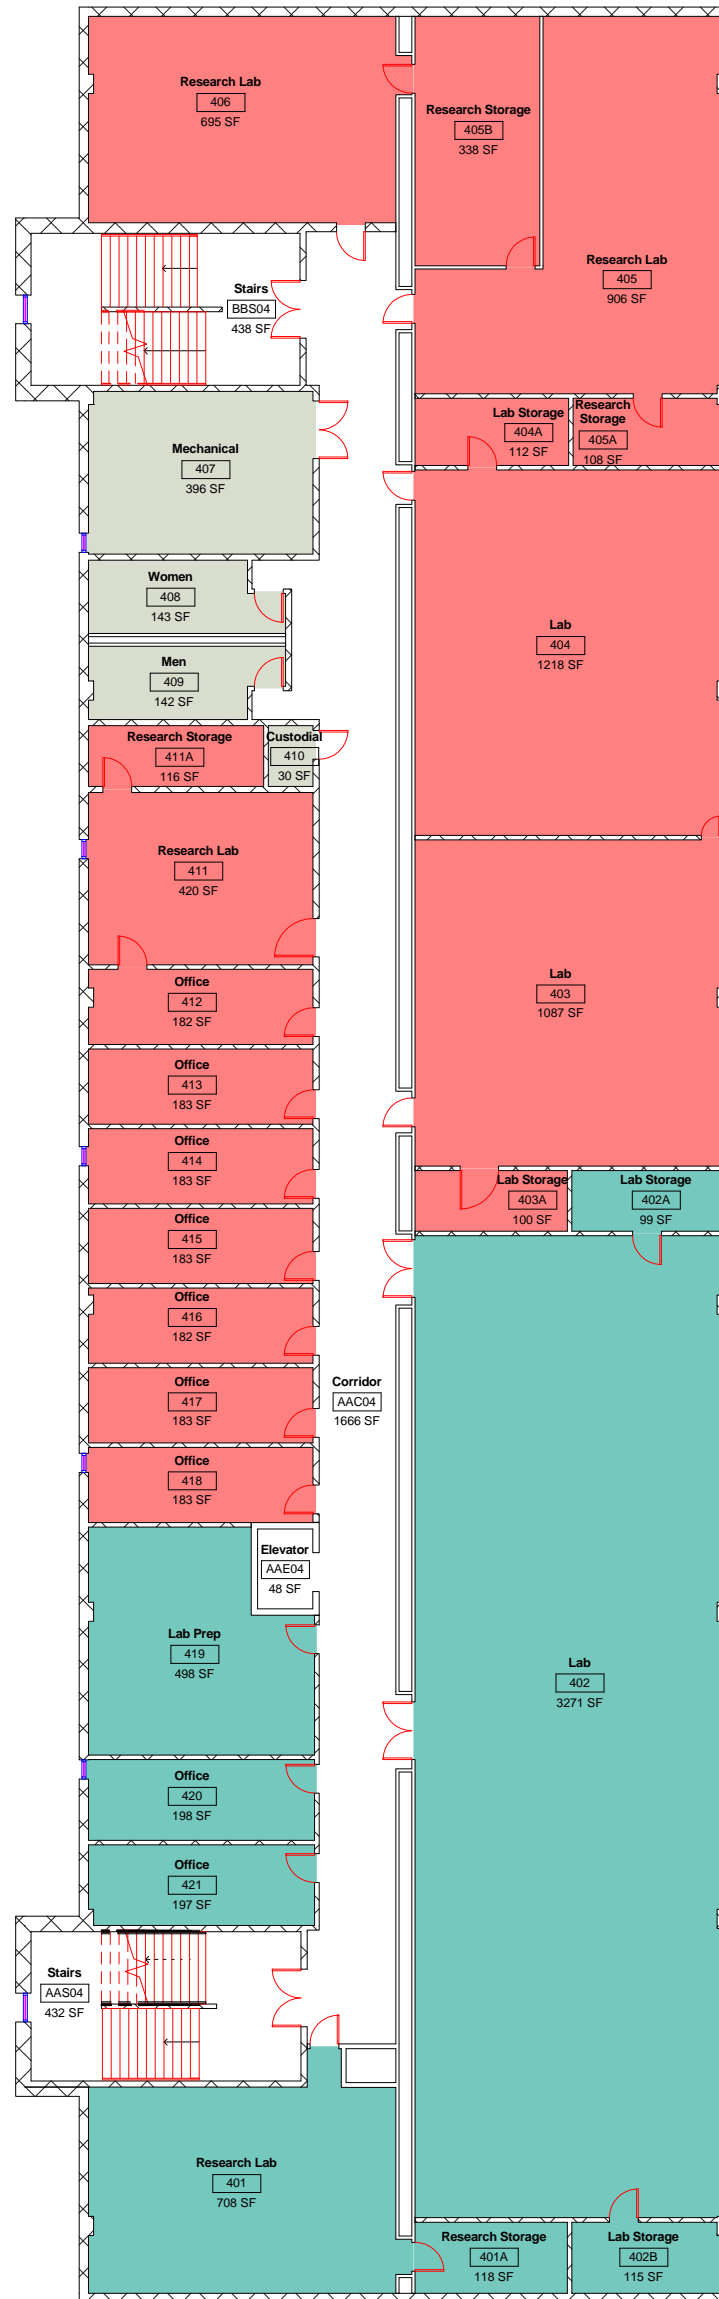 Research Lab
406
695 SF
Research Storage
405B
338 SF
Research Lab
405
906 SF
Stairs
BBS04
438 SF
Lab Storage
404A
112 SF
Research
Storage
405A
108 SF
Mechanical
407
396 SF
Women
408
143 SF
Lab
404
1218 SF
Men
409
142 SF
Research Storage
411A
116 SF
Custodial
410
30 SF
Research Lab
411
420 SF
Office
412
182 SF
Lab
403
1087 SF
Office
413
183 SF
Office
414
183 SF
Lab Storage
403A
100 SF
Lab Storage
402A
99 SF
Office
415
183 SF
Office
416
182 SF
Office
417
183 SF
Corridor
AAC04
1666 SF
Office
418
183 SF
Elevator
AAE04
48 SF
Lab Prep
419
498 SF
Lab
402
3271 SF
Office
420
198 SF
Office
421
197 SF
Stairs
AAS04
432 SF
Research Lab
401
708 SF
Research Storage
401A
118 SF
Lab Storage
402B
115 SF